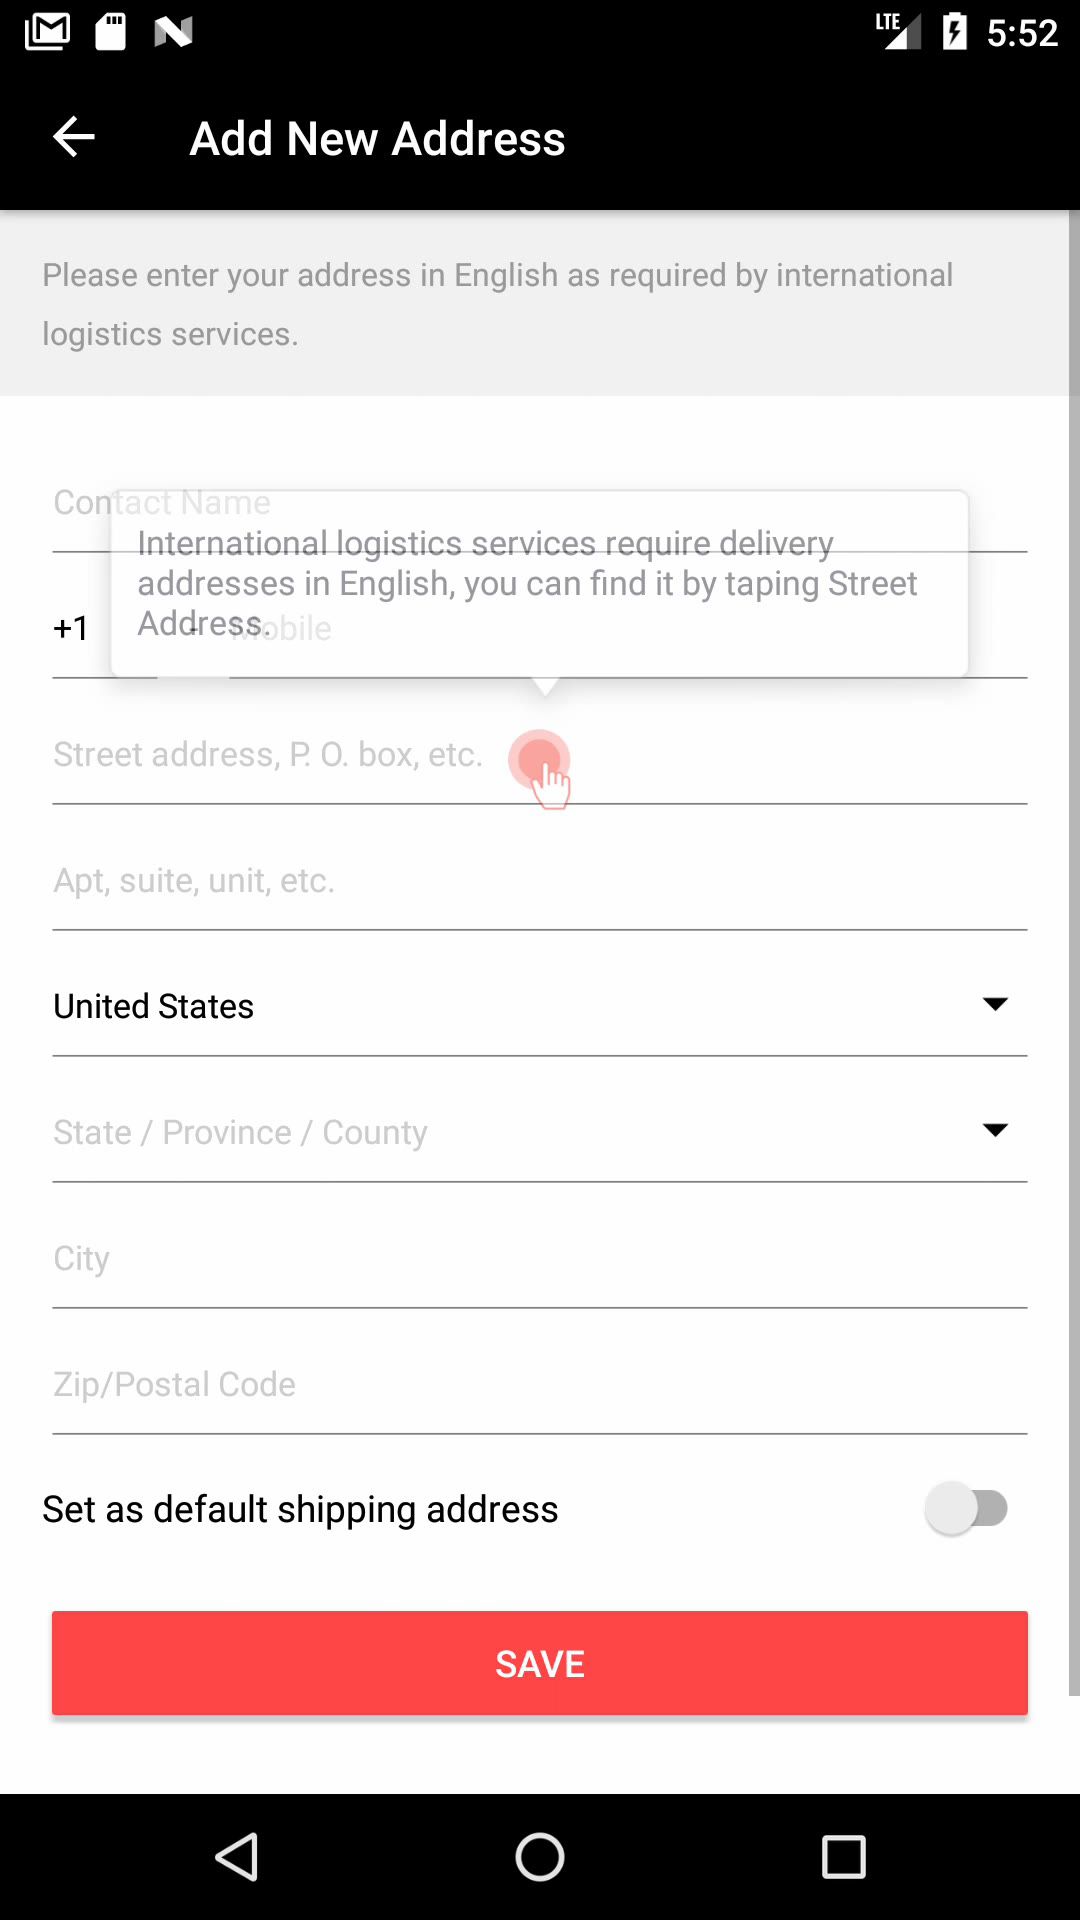 LTE 5:52
Add New Address
Please enter your address in English as required by international
logistics services.
Contact Name
International logistics services require delivery
addresses in English, you can find it by taping Street
Address.
+1 - Mobile
Street address, P. O. box, etc.
Apt, suite, unit, etc.
United States
State / Province / County
City
Zip/Postal Code
Set as default shipping address
SAVE